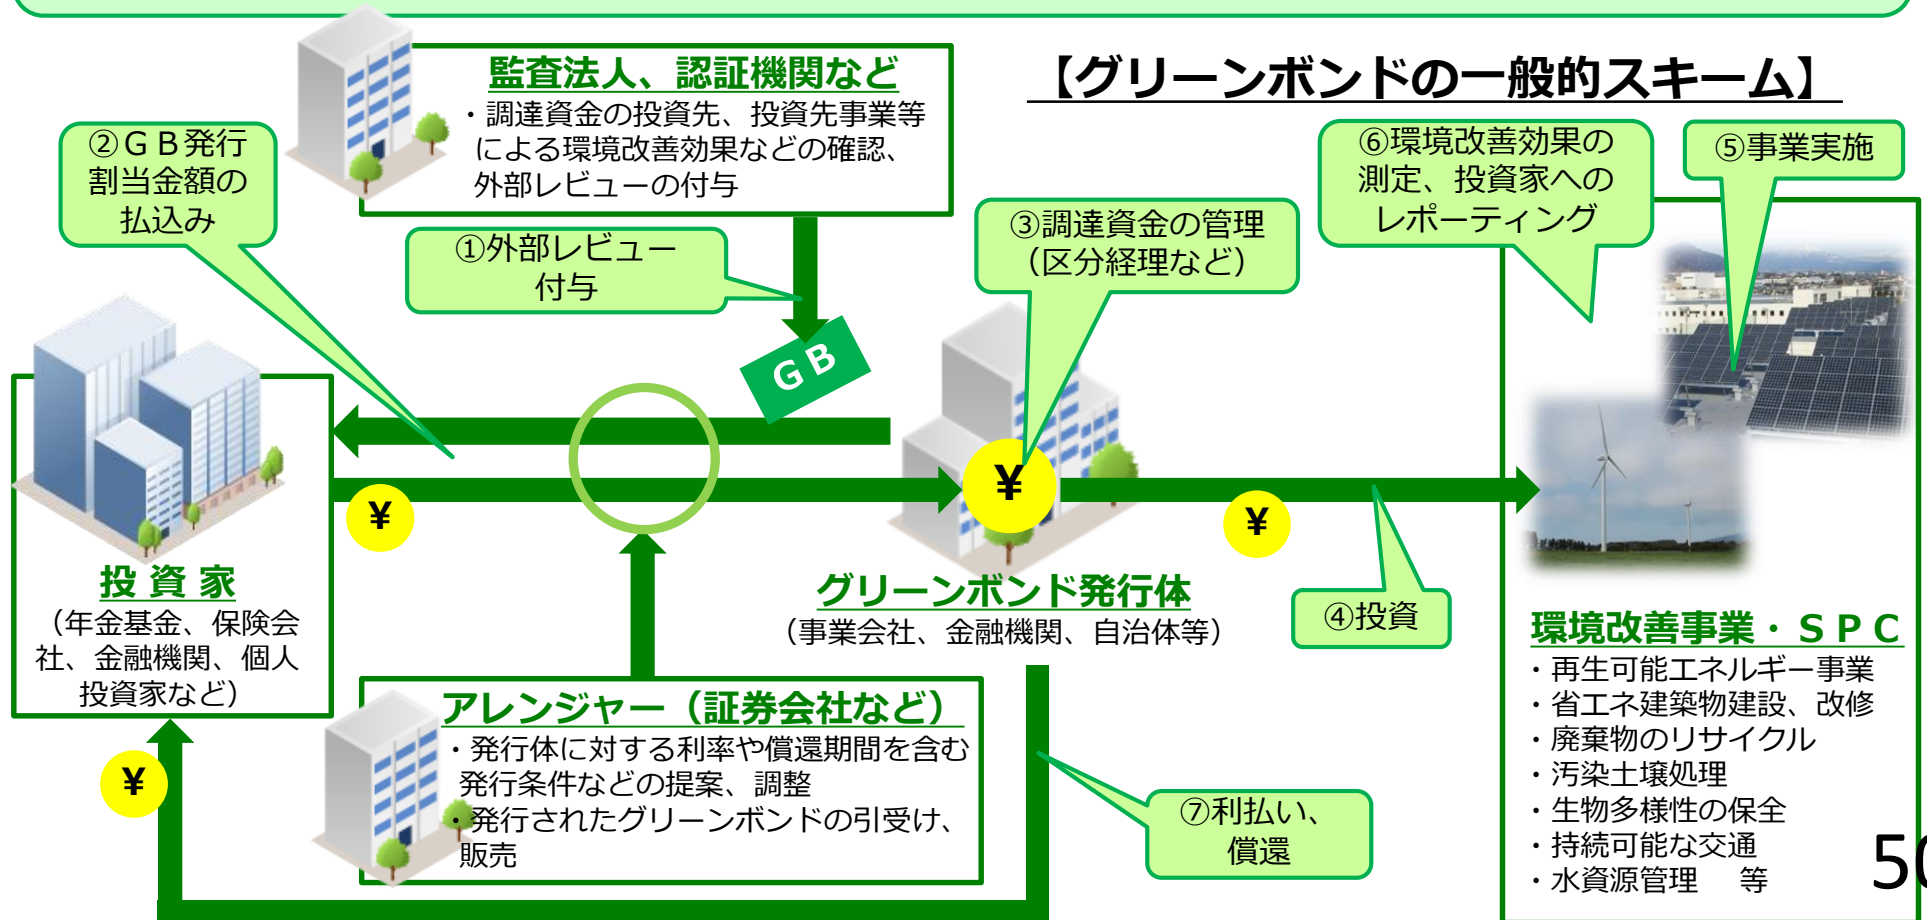 【グリーンボンドの一般的スキーム】
監査法人、認証機関など
・調達資金の投資先、投資先事業等
による環境改善効果などの確認、
外部レビューの付与
②ＧＢ発行
割当金額の
払込み
①外部レビュー
付与
③調達資金の管理
（区分経理など）
⑥環境改善効果の
測定、投資家への
レポーティング
⑤事業実施
ＧＢ
¥
¥
¥
投 資 家
（年金基金、保険会
社、金融機関、個人
投資家など）
グリーンボンド発行体
（事業会社、金融機関、自治体等）
④投資
アレンジャー（証券会社など）
・発行体に対する利率や償還期間を含む
発行条件などの提案、調整
・発行されたグリーンボンドの引受け、
販売
¥
⑦利払い、
償還
環境改善事業・ＳＰＣ
・再生可能エネルギー事業
・省エネ建築物建設、改修
・廃棄物のリサイクル
・汚染土壌処理
・生物多様性の保全
・持続可能な交通
・水資源管理　等
50